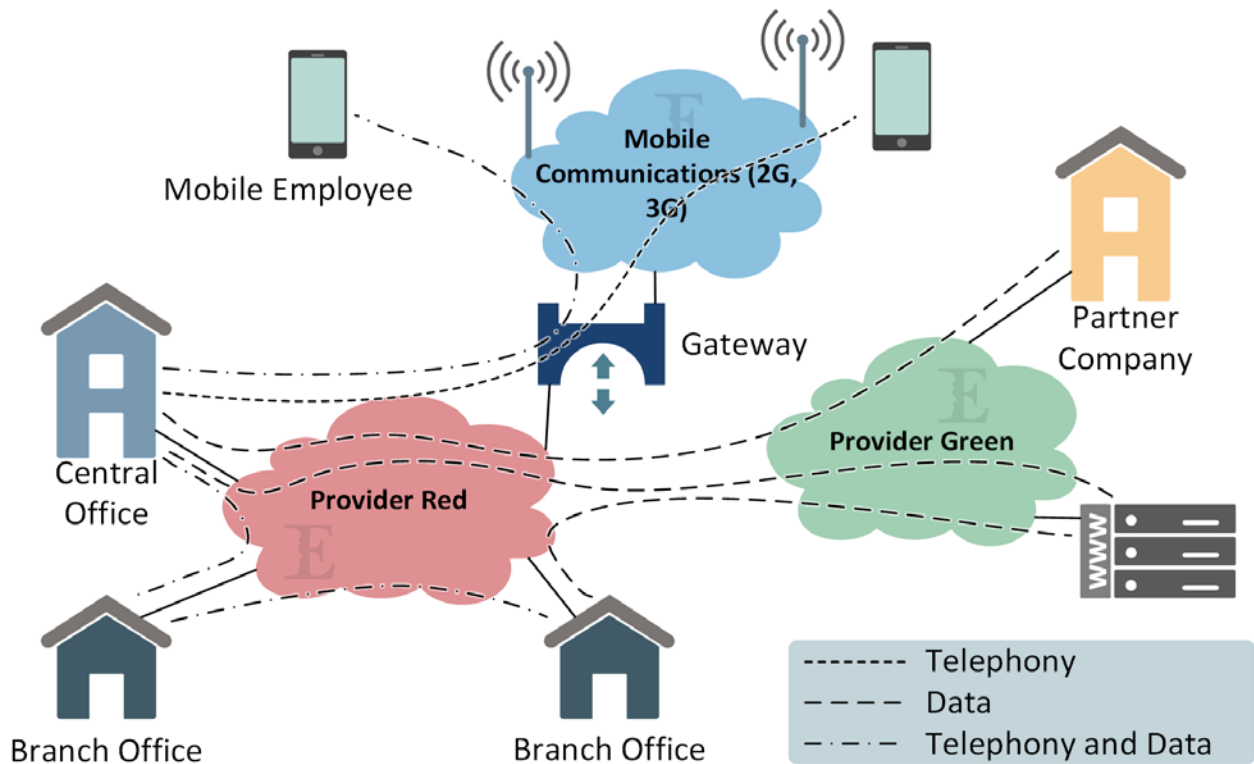 Mobile
Communications (2G,
3G)
Mobile Employee
Gateway
Partner
Company
Provider Green
Central
Office
Provider Red
WWW
Branch Office
Branch Office
Telephony
Data
Telephony and Data
E
E
E